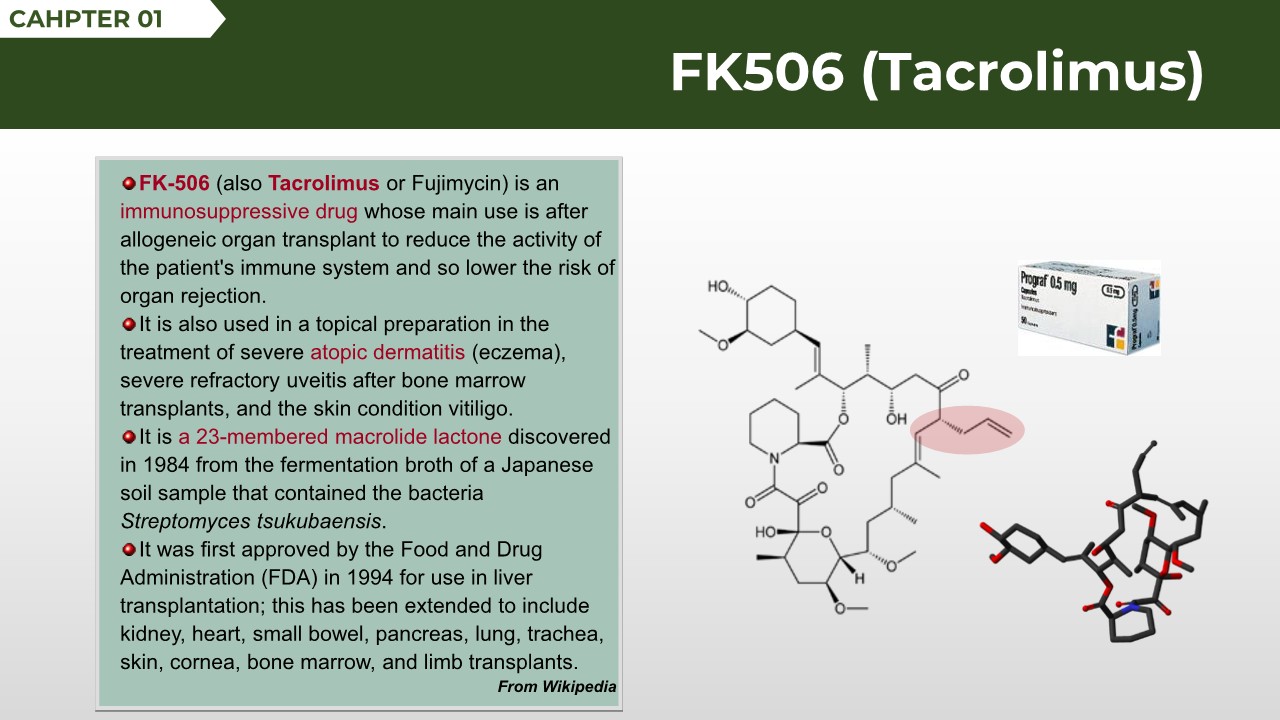 CAHPTER 01
FK506 (Tacrolimus)
FK-506 (also Tacrolimus or Fujimycin) is an
immunosuppressive drug whose main use is after
allogeneic organ transplant to reduce the activity of
the patient's immune system and so lower the risk of
organ rejection.
It is also used in a topical preparation in the
treatment of severe atopic dermatitis (eczema),
severe refractory uveitis after bone marrow
transplants, and the skin condition vitiligo.
It is a 23-membered macrolide lactone discovered
in 1984 from the fermentation broth of a Japanese
soil sample that contained the bacteria
Streptomyces tsukubaensis.
It was first approved by the Food and Drug
Administration (FDA) in 1994 for use in liver
transplantation; this has been extended to include
kidney, heart, small bowel, pancreas, lung, trachea,
skin, cornea, bone marrow, and limb transplants.
From Wikipedia
HO
O
O
O
OH
O
N
O
O
O
HO
O
H
O
O
Prograf 0.5 mg
Capsules
Tacrolimus
50
Prograf 0.5mg